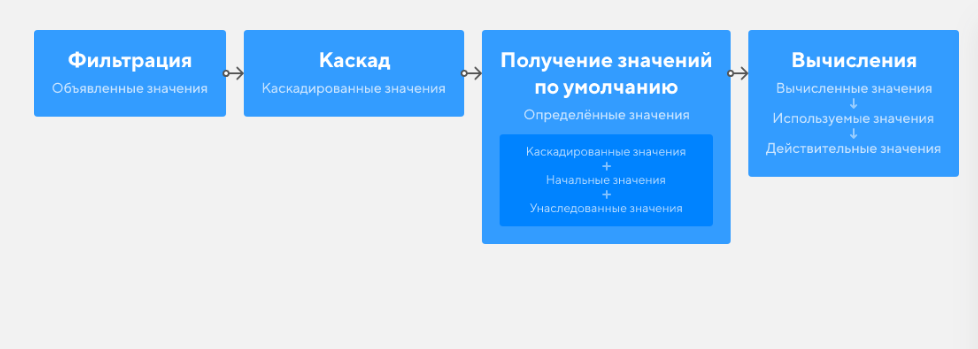 Фильтрация
Объявленные значения
Каскад
Каскадированные значения
Получение значений
по умолчанию
Определённые значения
Каскадированные значения
+
Начальные значения
+
Унаследованные значения
Вычисления
Вычисленные значения
↓
Используемые значения
↓
Действительные значения